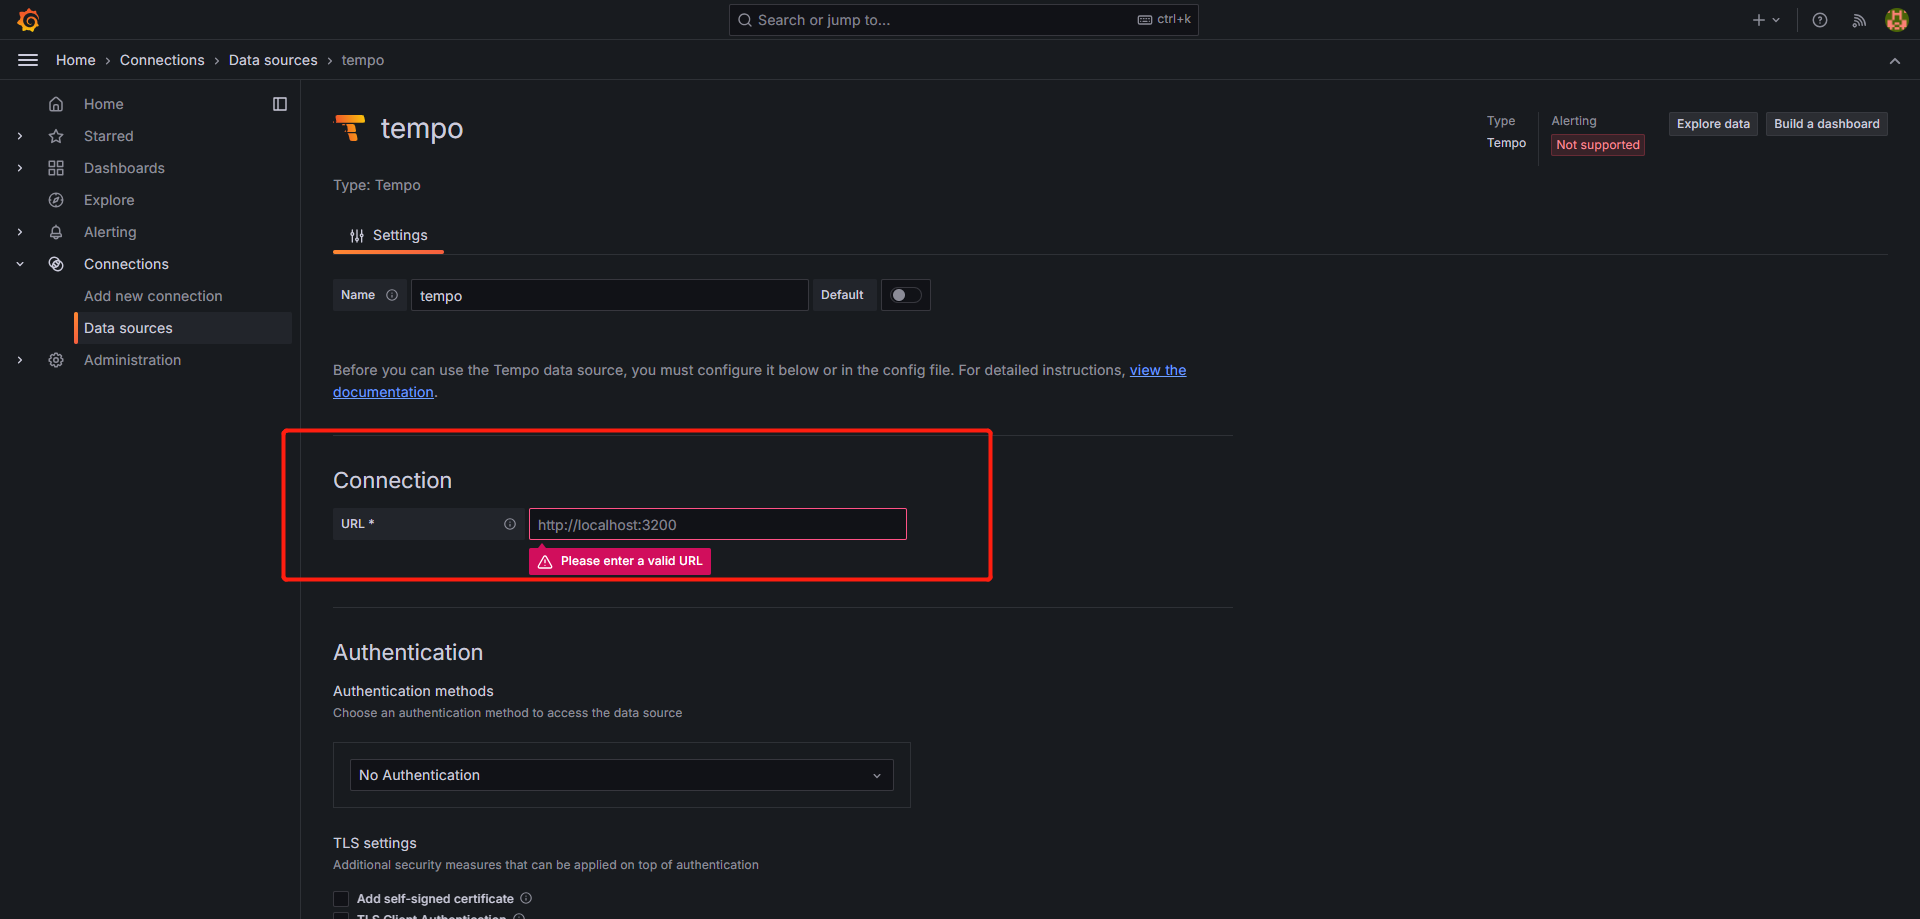 Search or jump to...
ctrl+k
Home › Connections › Data sources › tempo
Home
Starred
Dashboards
Explore
Alerting
Connections
Add new connection
Data sources
Administration
tempo
Type
Tempo
Alerting
Not supported
Explore data
Build a dashboard
Type: Tempo
Settings
Name
tempo
Default
Before you can use the Tempo data source, you must configure it below or in the config file. For detailed instructions, view the
documentation.
Connection
URL *
http://localhost:3200
Please enter a valid URL
Authentication
Authentication methods
Choose an authentication method to access the data source
No Authentication
TLS settings
Additional security measures that can be applied on top of authentication
Add self-signed certificate
TLS Client Authentication